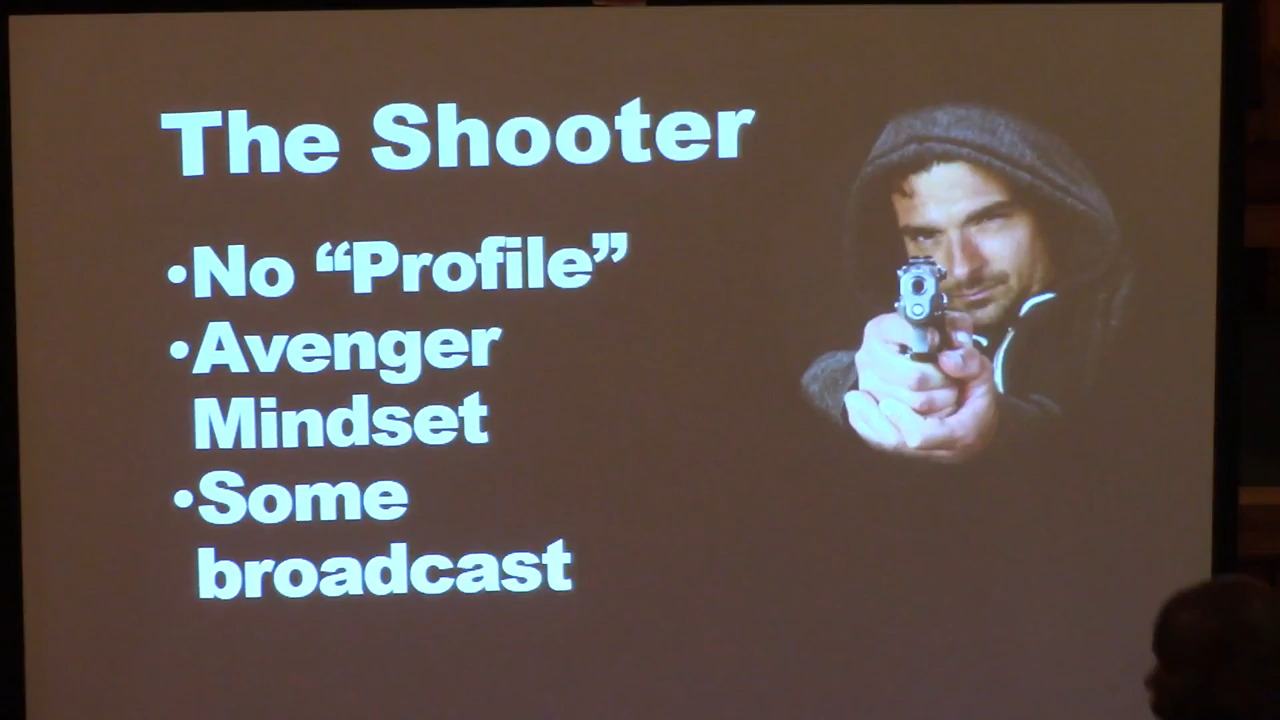 The Shooter
•No “Profile”
•Avenger
Mindset
•Some
broadcast